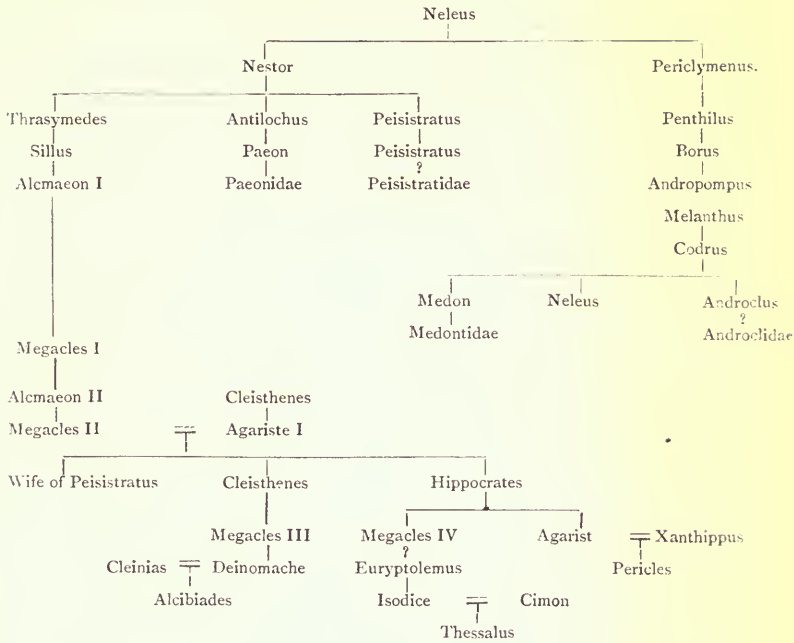 Neleus
Nestor Periclymenus.
Thrasymedes Antilochus Peisistratus Penthilus
Sillus Paeon Peisistratus Borus
?
Alcmaeon I Paeonidae Peisistratidae Andropompus
Melanthus
Codrus
Medon Neleus Androclus
?
Medontidae Androclidae
Megacles I
Alcmaeon II Cleisthenes
Megacles II = Agariste I
Wife of Peisistratus Cleisthenes Hippocrates
Megacles III Megacles IV Agarist = Xanthippus
?
Cleinias = Deinomache Euryptolemus Pericles
Alcibiades Isodice = Cimon
Thessalus